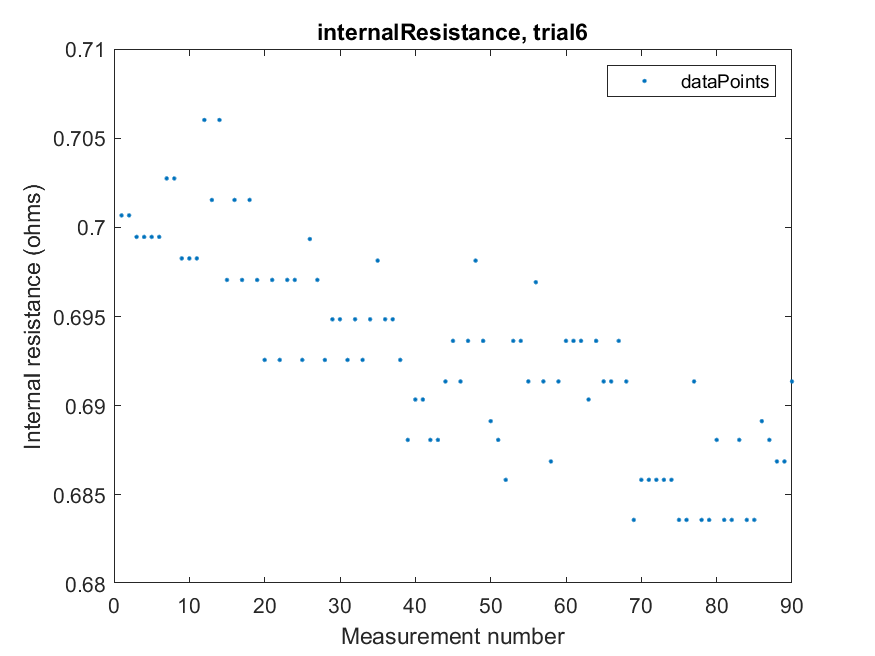 internalResistance, trial6
0.71
dataPoints
0.705
0.7
0.695
0.69
0.685
0.68
Internal resistance (ohms)
0 10 20 30 40 50 60 70 80 90
Measurement number